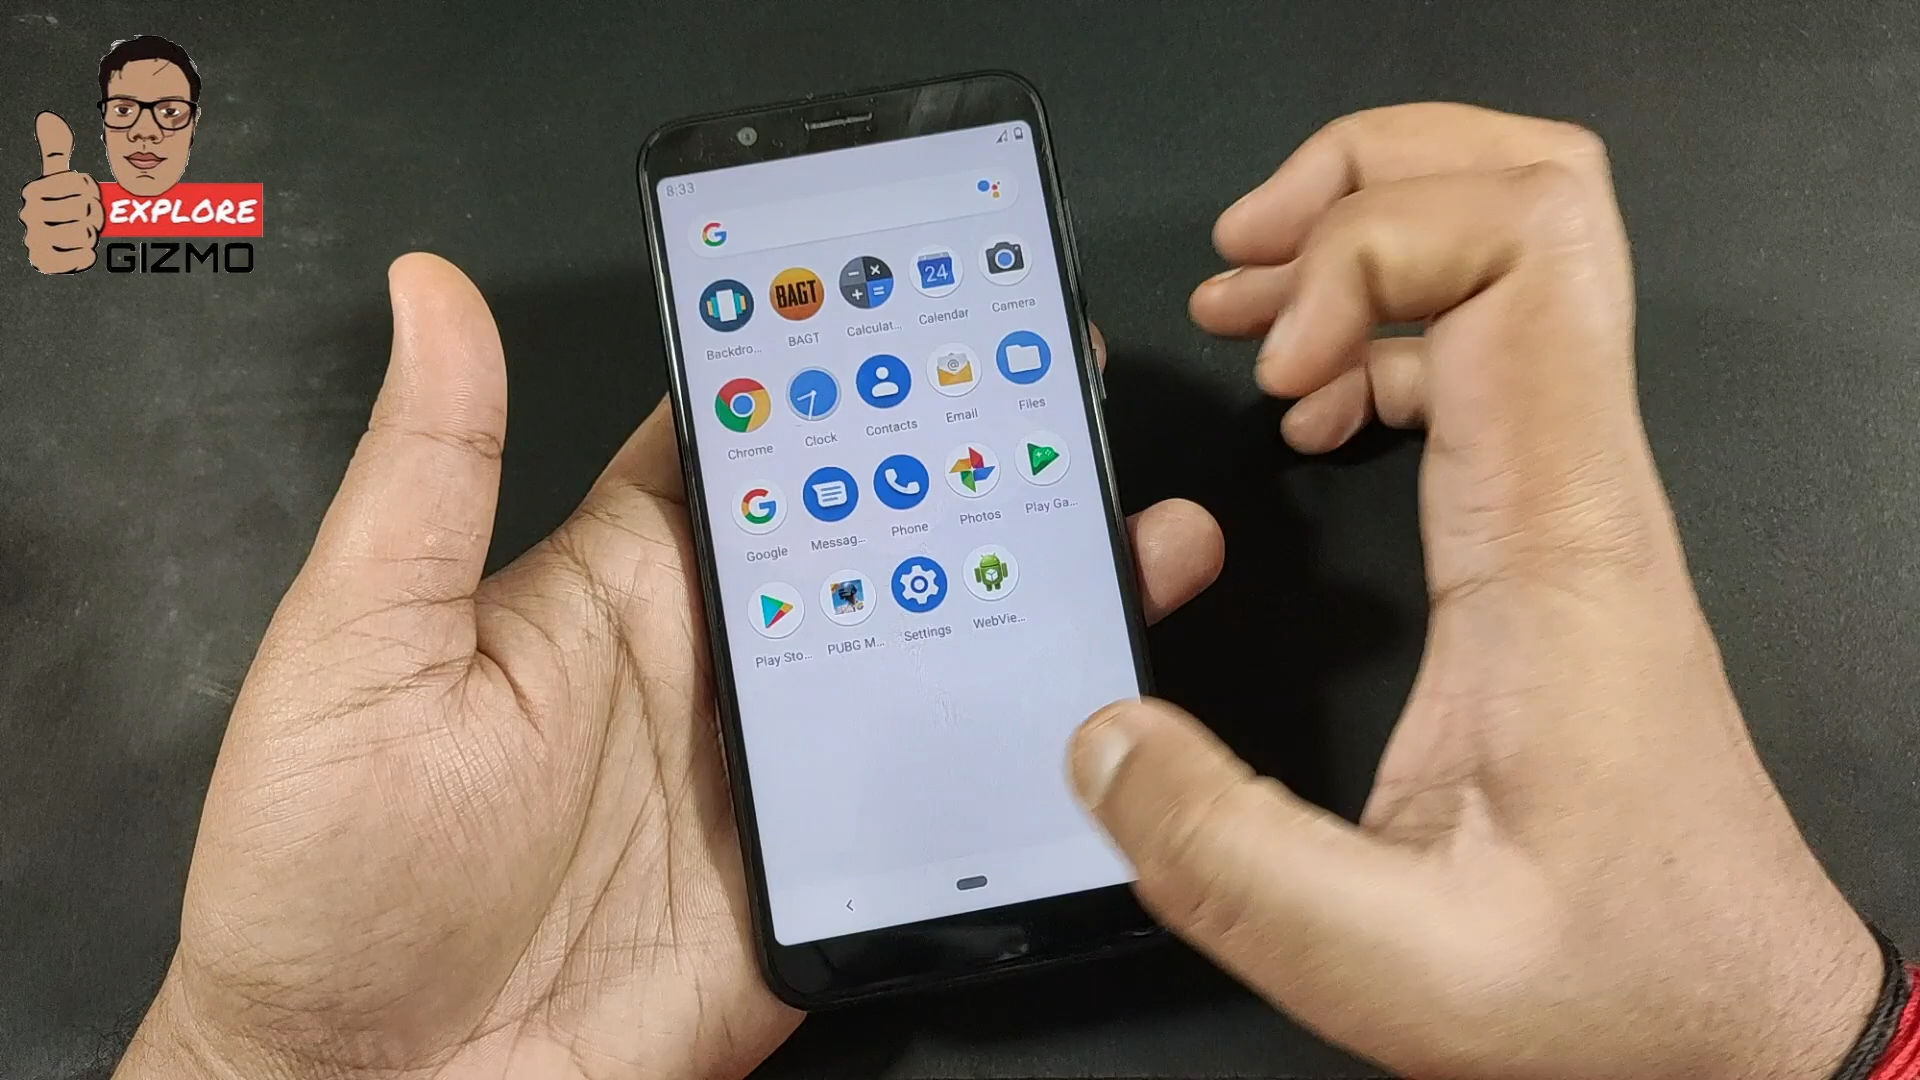 EXPLORE
GIZMO
8:33
BAGT
24
Backdro...
BAGT
Calculat...
Calendar
Camera
Chrome
Clock
Contacts
Email
Files
Google
Messag...
Phone
Photos
Play Ga...
Play Sto...
PUBG M...
Settings
WebVie...